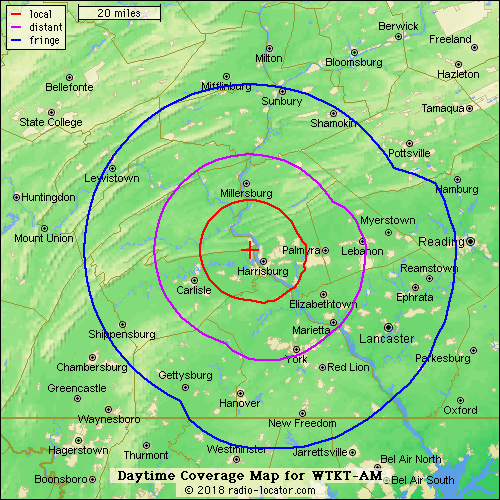 local
distant
fringe
20 miles
Berwick
Freeland
Milton
Bloomsburg
Hazleton
Bellefonte
Mifflinburg
Sunbury
Tamaqua
State College
Shamokin
Pottsville
Lewistown
Millersburg
Hamburg
Huntingdon
Myerstown
Mount Union
Palmyra
Lebanon
Reading
Harrisburg
Reamstown
Carlisle
Ephrata
Elizabethtown
Shippensburg
Marietta
Lancaster
Chambersburg
York
Parkesburg
Red Lion
Greencastle
Gettysburg
Hanover
Oxford
Waynesboro
New Freedom
Hagerstown
Thurmont
Westminster
Jarrettsville
Bel Air North
Boonsboro
Bel Air South
Daytime Coverage Map for WTKT-AM
© 2018 radio-locator.com